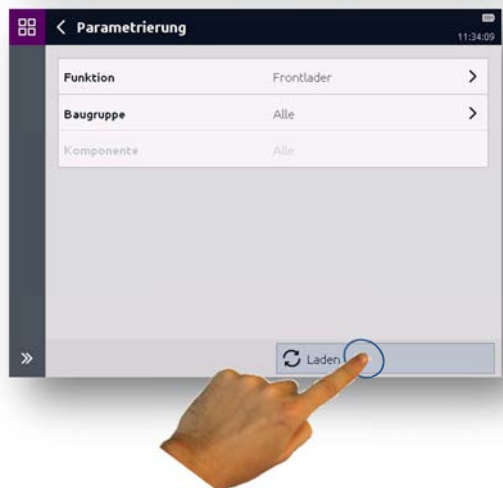 Parametrierung
11:34:09
Funktion Frontlader
Baugruppe Alle
Komponente Alle
Laden